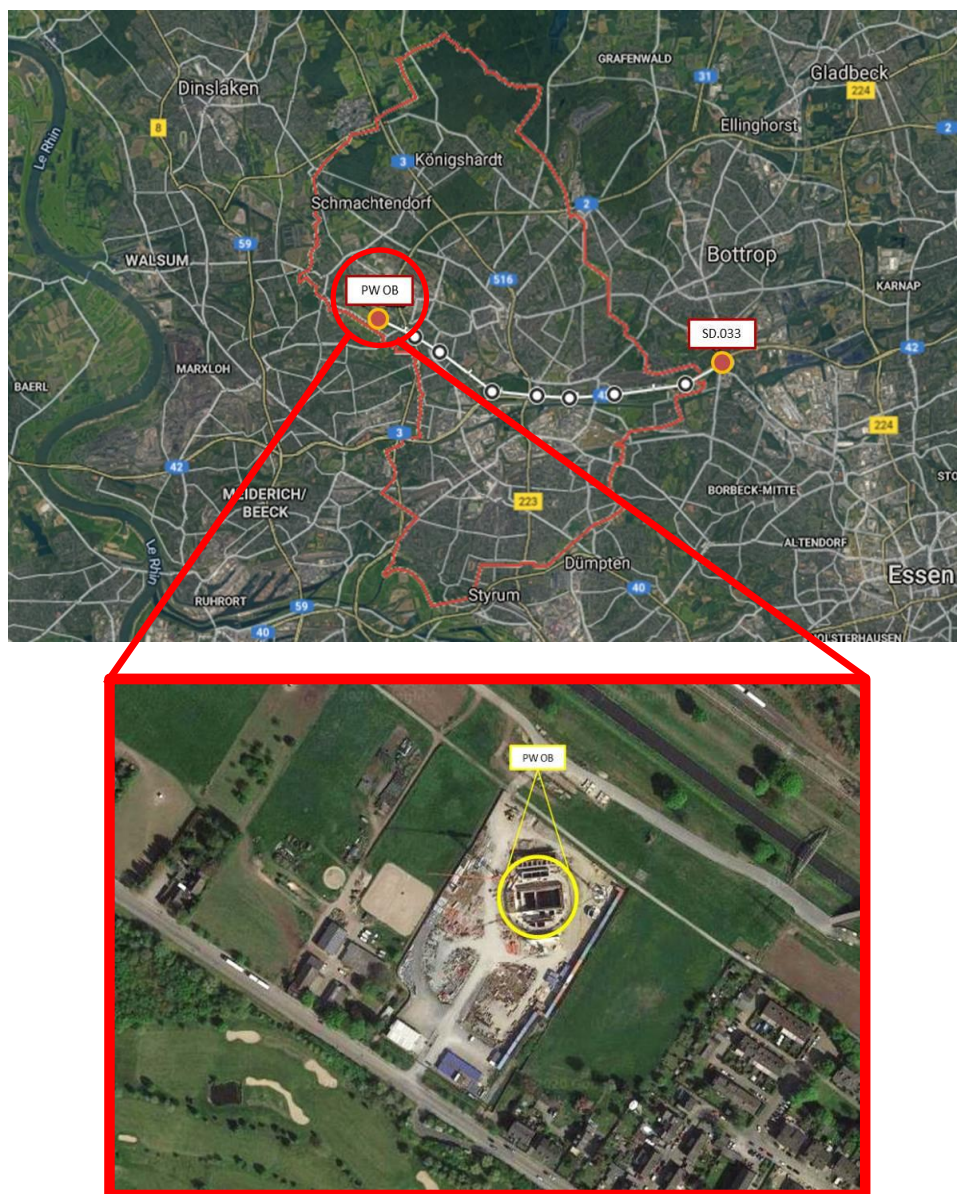 GRAFENWALD
Gladbeck
Dinslaken
31
224
8
Ellinghorst
2
Le Rhin
3
Königshardt
Schmachtendorf
2
59
WALSUM
Bottrop
516
KARNAP
PW OB
SD.033
42
MARXLOH
BAERL
3
224
42
MEIDERICH/
BEECK
BORBECK-MITTE
223
ALTENDORF
Le Rhin
Dümpten
Essen
RUHRORT
59
Styrum
40
40
PW OB